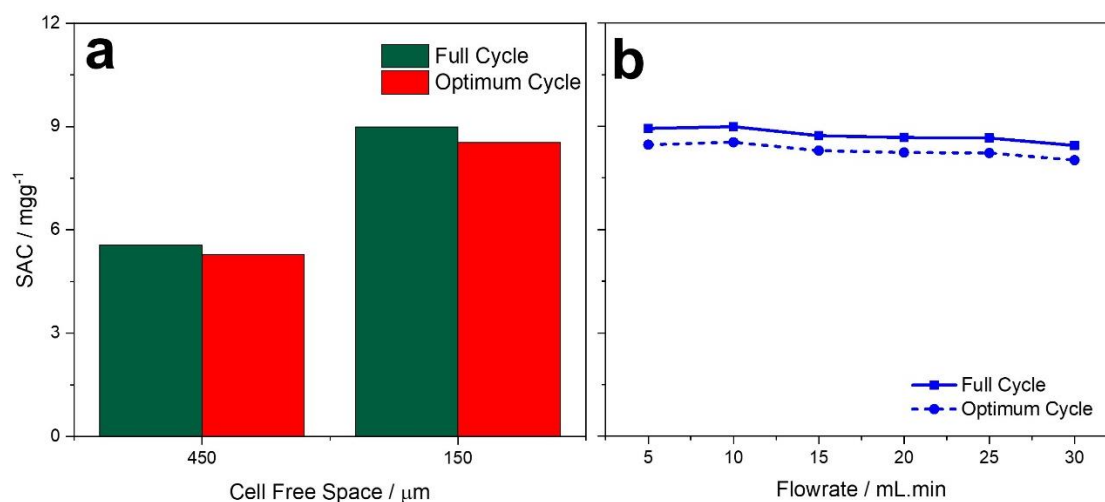 a
Full Cycle
Optimum Cycle
12
9
6
3
0
SAC / mgg⁻¹
450
150
Cell Free Space / μm
b
Full Cycle
Optimum Cycle
5
10
15
20
25
30
Flowrate / mL.min